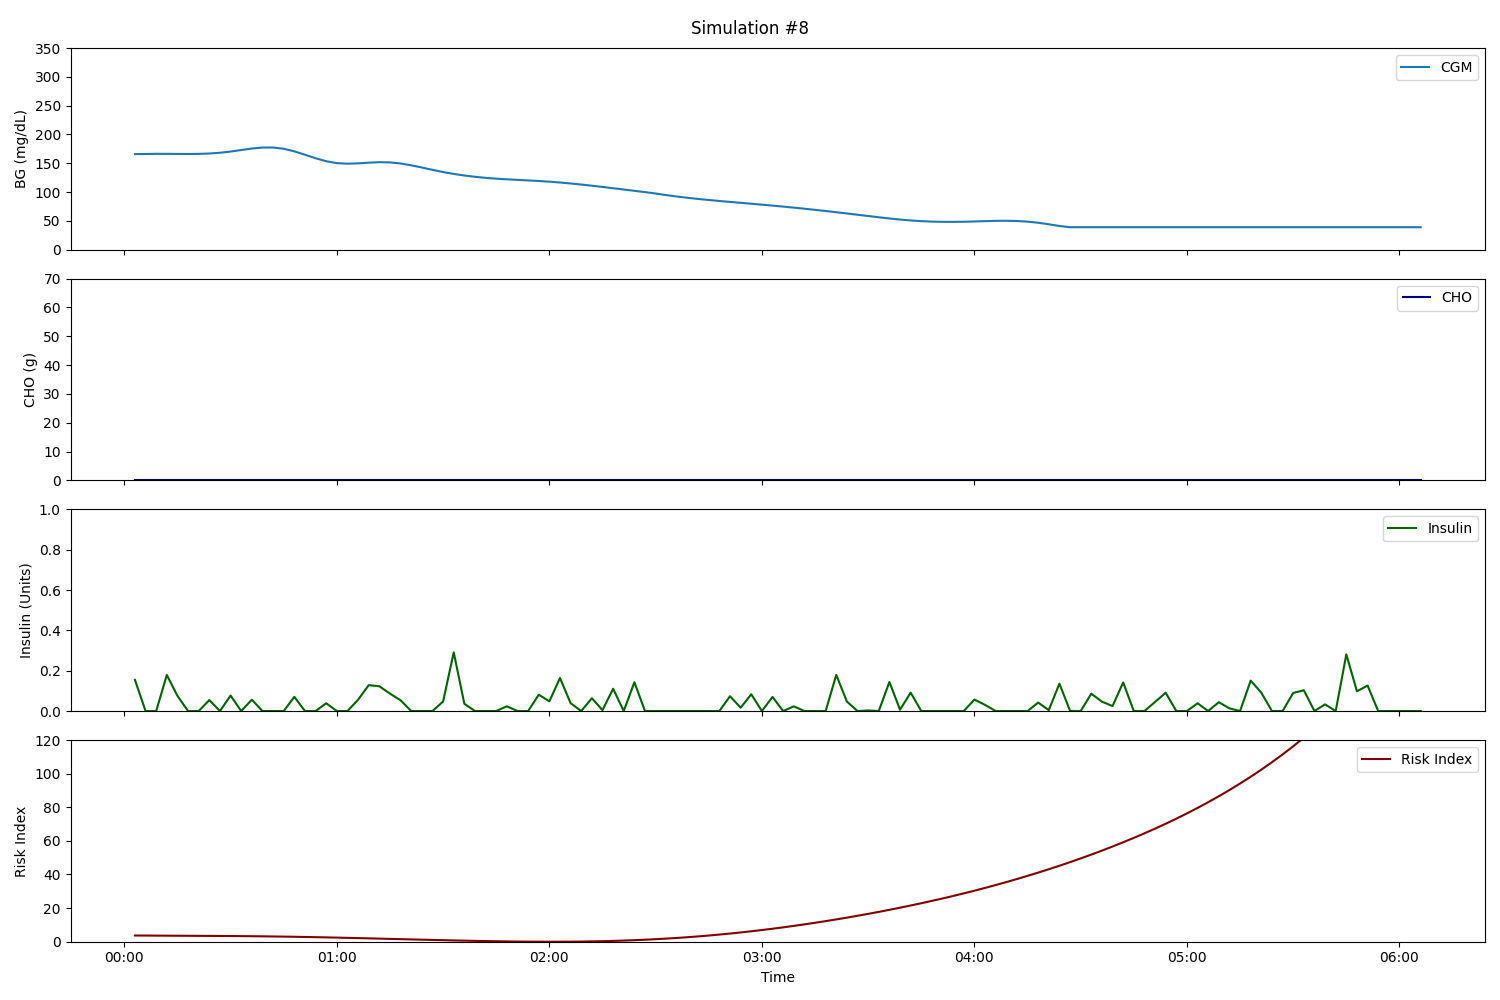 Simulation #8
350
300
250
200
150
100
50
0
BG (mg/dL)
CGM
70
60
50
40
30
20
10
0
CHO (g)
CHO
1.0
0.8
0.6
0.4
0.2
0.0
Insulin (Units)
Insulin
120
100
80
60
40
20
0
Risk Index
Risk Index
00:00 01:00 02:00 03:00 04:00 05:00 06:00
Time